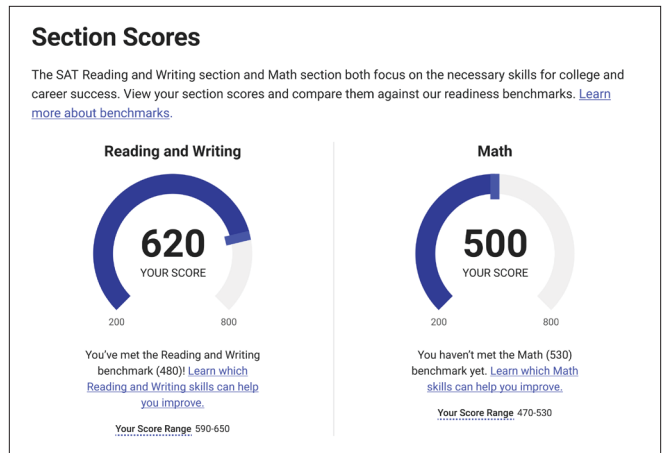 Section Scores
The SAT Reading and Writing section and Math section both focus on the necessary skills for college and
career success. View your section scores and compare them against our readiness benchmarks. Learn
more about benchmarks.
Reading and Writing
620
YOUR SCORE
200
800
You've met the Reading and Writing
benchmark (480)! Learn which
Reading and Writing skills can help
you improve.
Your Score Range 590-650
Math
500
YOUR SCORE
200
800
You haven't met the Math (530)
benchmark yet. Learn which Math
skills can help you improve.
Your Score Range 470-530